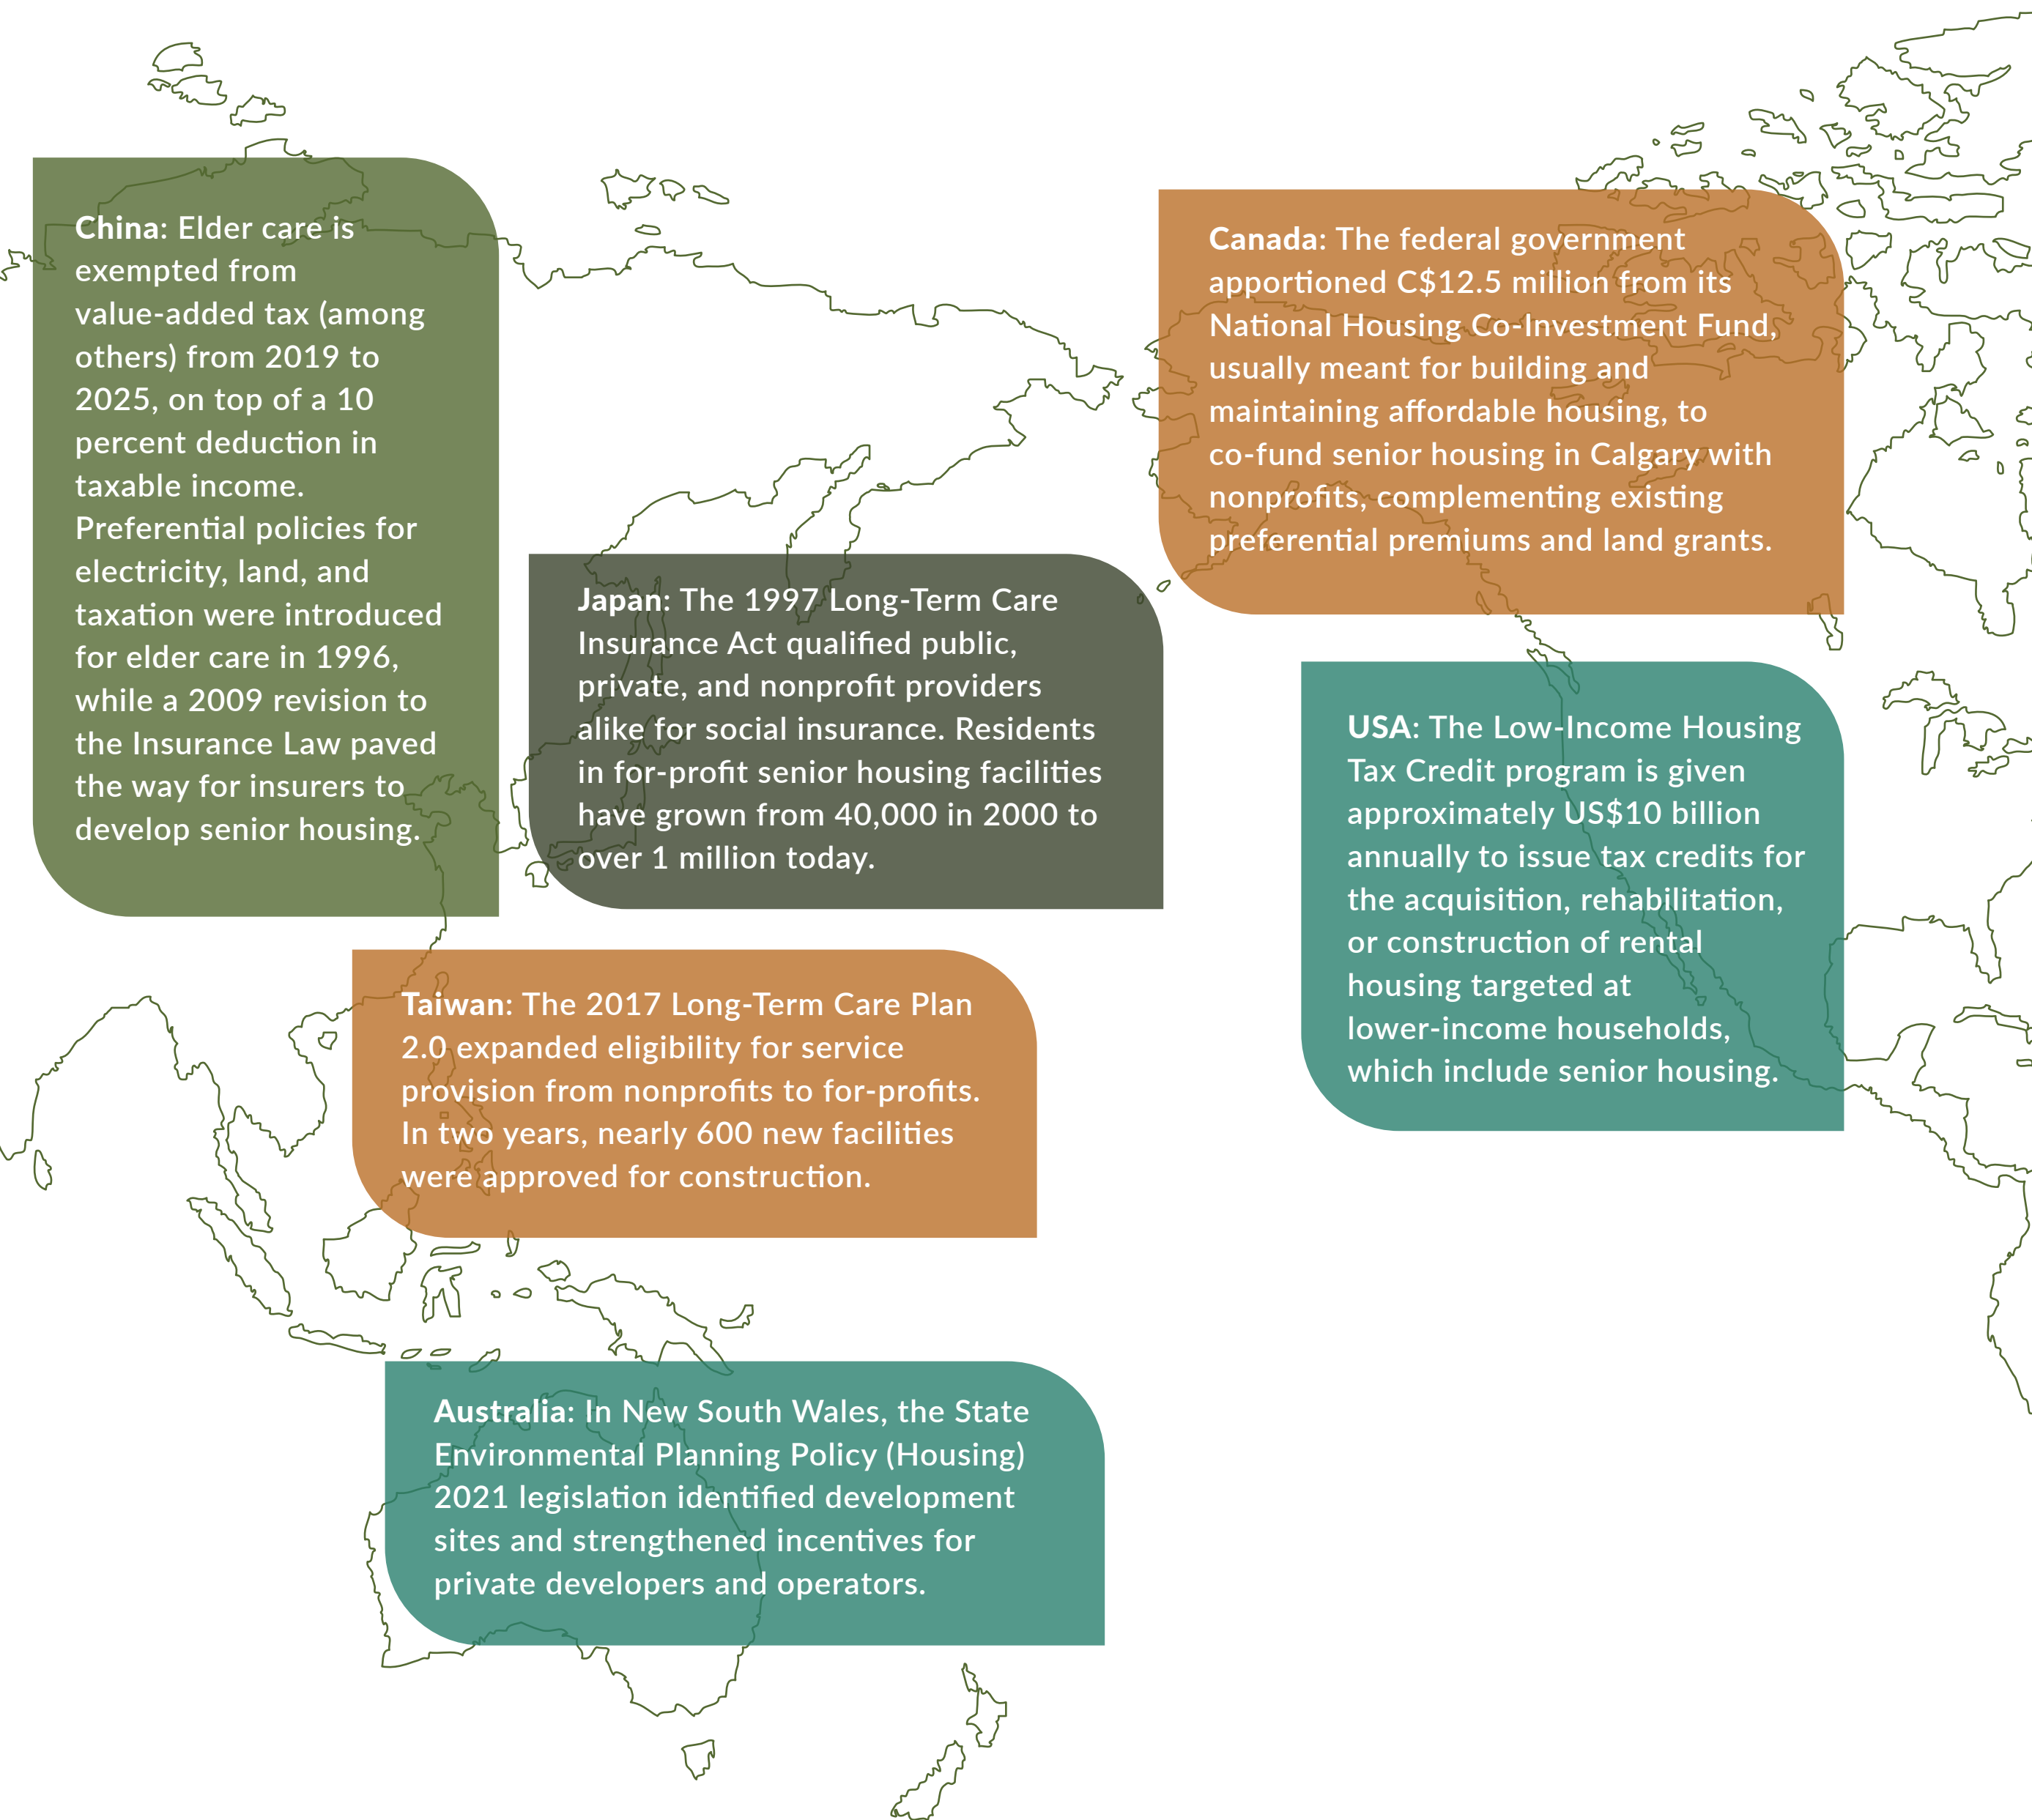 China: Elder care is
exempted from
value-added tax (among
others) from 2019 to
2025, on top of a 10
percent deduction in
taxable income.
Preferential policies for
electricity, land, and
taxation were introduced
for elder care in 1996,
while a 2009 revision to
the Insurance Law paved
the way for insurers to
develop senior housing.
Canada: The federal government
apportioned C$12.5 million from its
National Housing Co-Investment Fund,
usually meant for building and
maintaining affordable housing, to
co-fund senior housing in Calgary with
nonprofits, complementing existing
preferential premiums and land grants.
Japan: The 1997 Long-Term Care
Insurance Act qualified public,
private, and nonprofit providers
alike for social insurance. Residents
in for-profit senior housing facilities
have grown from 40,000 in 2000 to
over 1 million today.
USA: The Low-Income Housing
Tax Credit program is given
approximately US$10 billion
annually to issue tax credits for
the acquisition, rehabilitation,
or construction of rental
housing targeted at
lower-income households,
which include senior housing.
Taiwan: The 2017 Long-Term Care Plan
2.0 expanded eligibility for service
provision from nonprofits to for-profits.
In two years, nearly 600 new facilities
were approved for construction.
Australia: In New South Wales, the State
Environmental Planning Policy (Housing)
2021 legislation identified development
sites and strengthened incentives for
private developers and operators.